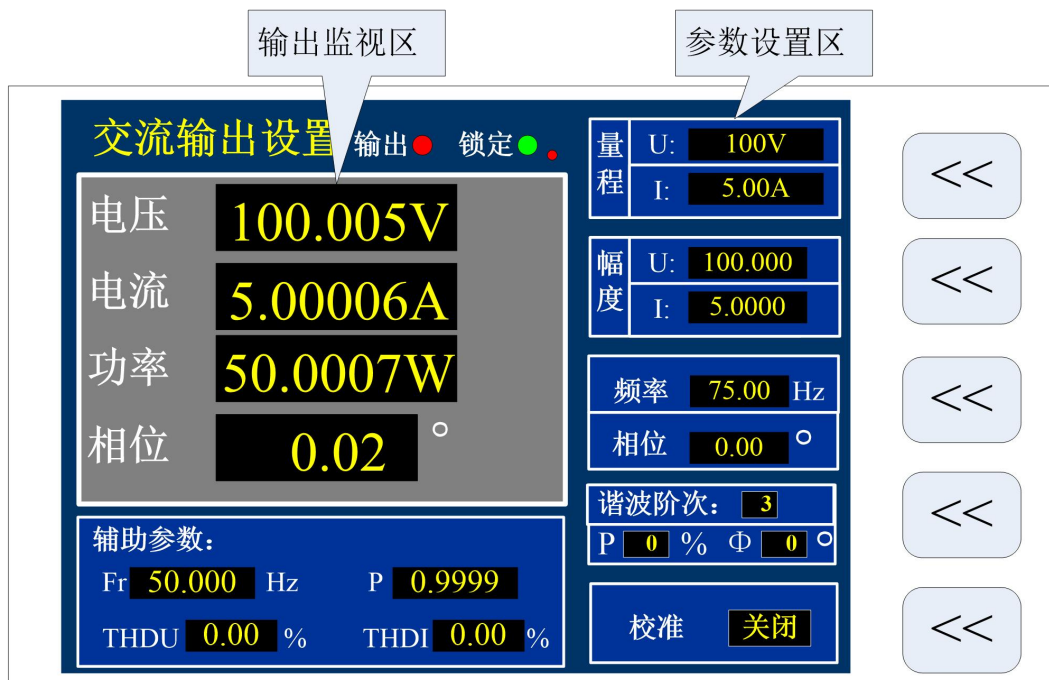 输出监视区
参数设置区
交流输出设置 输出 锁定
电压 100.005V
电流 5.00006A
功率 50.0007W
相位 0.02 °
辅助参数：
Fr 50.000 Hz P 0.9999
THDU 0.00 % THDI 0.00 %
量程
U: 100V
I: 5.00A
幅度
U: 100.000
I: 5.0000
频率 75.00 Hz
相位 0.00 °
谐波阶次： 3
P 0 % Φ 0 °
校准 关闭
<<
<<
<<
<<
<<